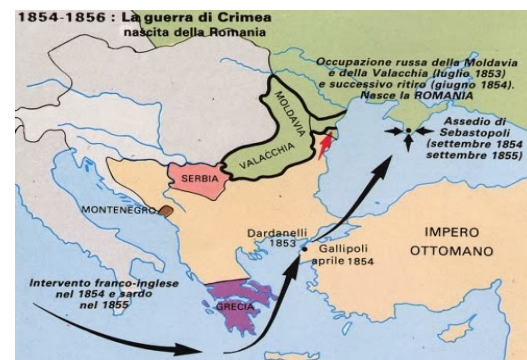 1854-1856 : La guerra di Crimea
nascita della Romania
Occupazione russa della Moldavia
e della Valacchia (luglio 1853)
e successivo ritiro (giugno 1854).
Nasce la ROMANIA
Assedio di
Sebastopoli
(settembre 1854
settembre 1855)
MOLDAVIA
VALACCHIA
SERBIA
MONTENEGRO
Dardanelli
1853
Gallipoli
aprile 1854
IMPERO
OTTOMANO
Intervento franco-inglese
nel 1854 e sardo
nel 1855
GRECIA